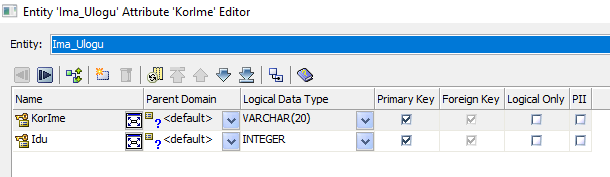 Entity 'Ima_Ulogu' Attribute 'KorIme' Editor
Entity: Ima_Ulogu
Name Parent Domain Logical Data Type Primary Key Foreign Key Logical Only PII
KorIme <default> VARCHAR(20)
Idu <default> INTEGER